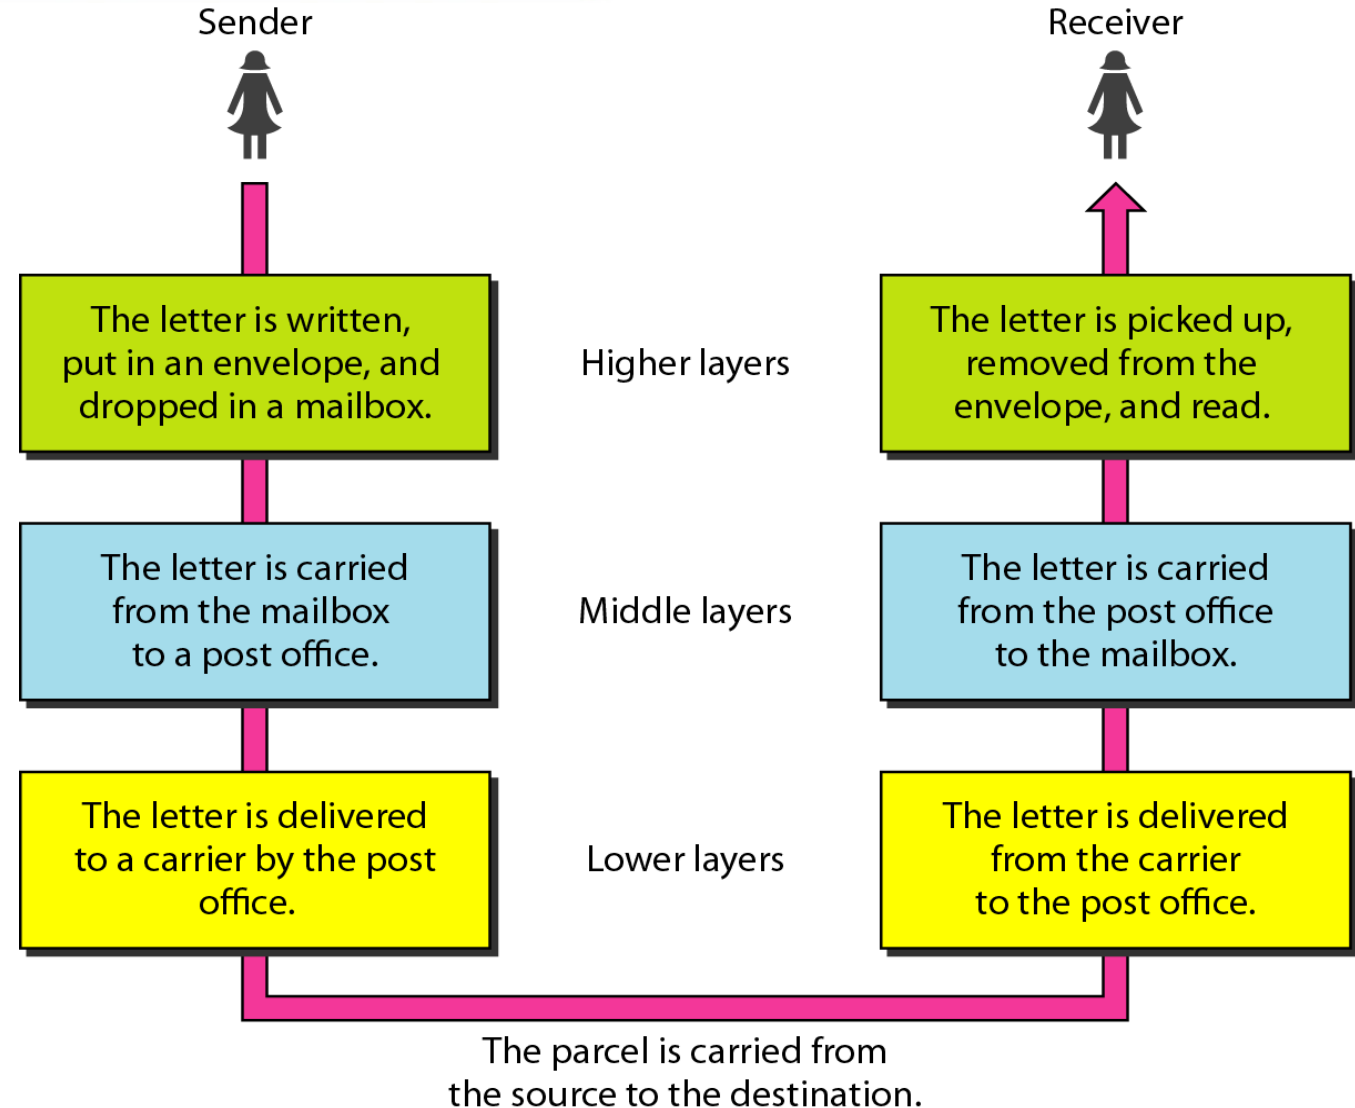 Sender
Receiver
The letter is written,
put in an envelope, and
dropped in a mailbox.
Higher layers
The letter is picked up,
removed from the
envelope, and read.
The letter is carried
from the mailbox
to a post office.
Middle layers
The letter is carried
from the post office
to the mailbox.
The letter is delivered
to a carrier by the post
office.
Lower layers
The letter is delivered
from the carrier
to the post office.
The parcel is carried from
the source to the destination.